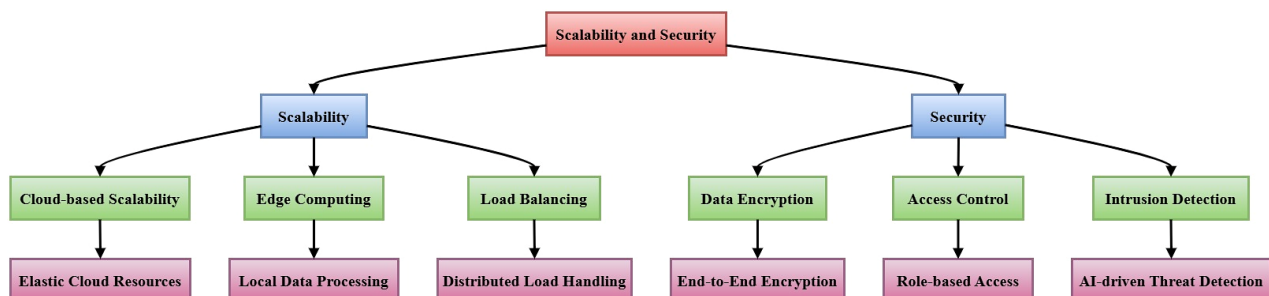 Scalability and Security
Scalability
Security
Cloud-based Scalability
Edge Computing
Load Balancing
Data Encryption
Access Control
Intrusion Detection
Elastic Cloud Resources
Local Data Processing
Distributed Load Handling
End-to-End Encryption
Role-based Access
AI-driven Threat Detection